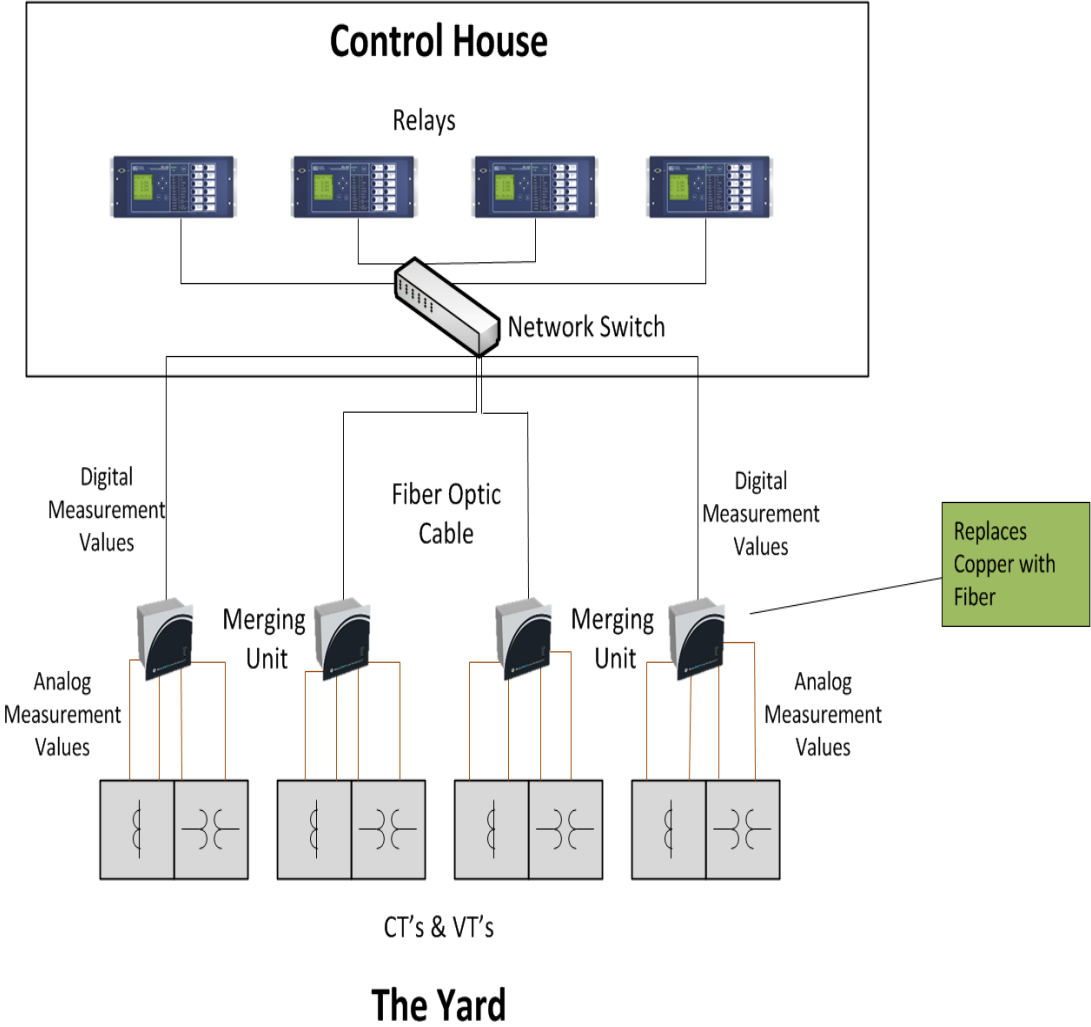 Control House
Relays
Network Switch
Digital
Measurement
Values
Fiber Optic
Cable
Digital
Measurement
Values
Replaces
Copper with
Fiber
Merging
Unit
Merging
Unit
Analog
Measurement
Values
Analog
Measurement
Values
CT's & VT's
The Yard